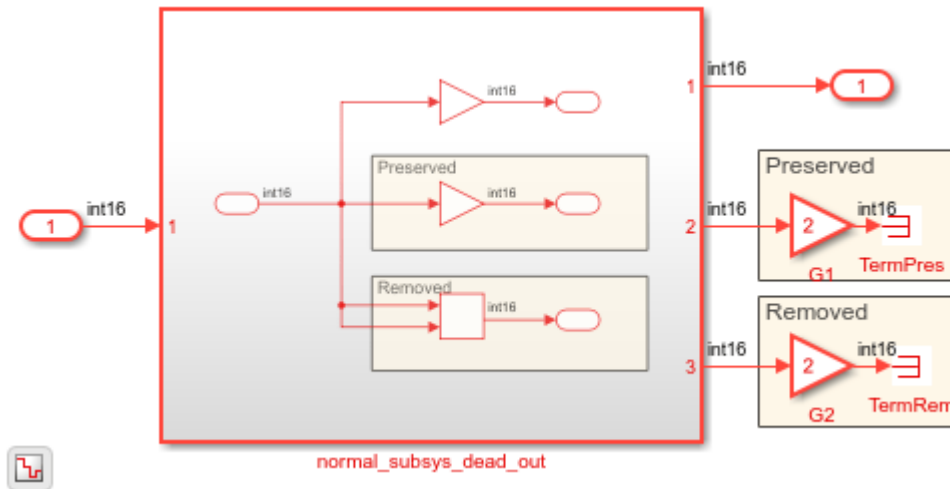 int16
1
int16
1
int16
Preserved
int16
int16
Removed
int16
1
int16
1
2
int16
Preserved
2
int16
G1
TermPres
3
int16
Removed
2
int16
G2
TermRem
normal_subsys_dead_out